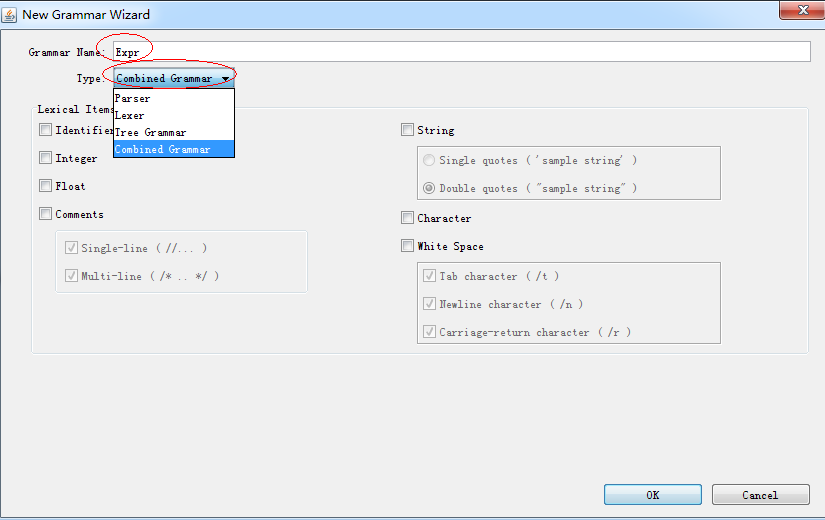 New Grammar Wizard
Grammar Name: Expr
Type: Combined Grammar
Parser
Lexer
Tree Grammar
Combined Grammar
Lexical Items
Identifier
Integer
Float
Comments
Single-line ( //... )
Multi-line ( /* .. */ )
String
Single quotes ( 'sample string' )
Double quotes ( "sample string" )
Character
White Space
Tab character ( /t )
Newline character ( /n )
Carriage-return character ( /r )
OK
Cancel